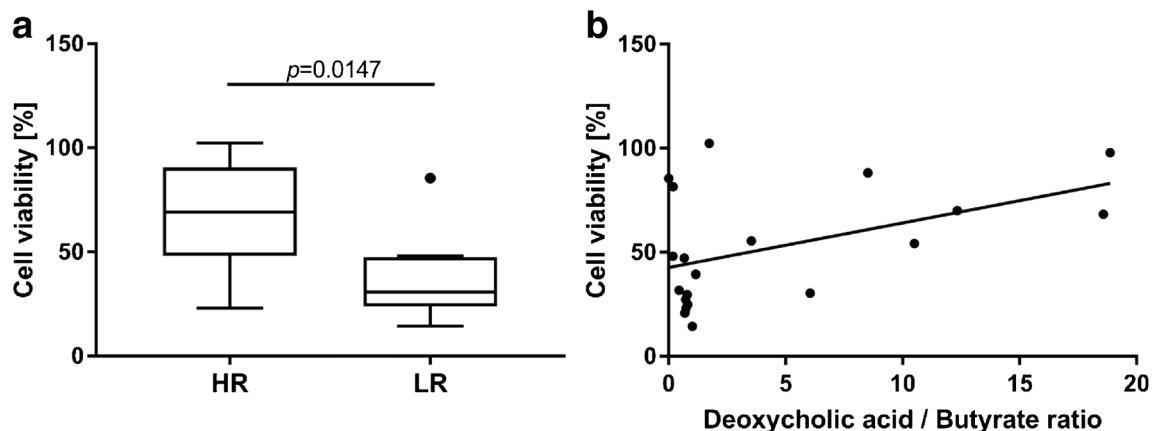 a
150
100
50
0
Cell viability [%]
p=0.0147
HR LR
b
150
100
50
0
Cell viability [%]
0 5 10 15 20
Deoxycholic acid / Butyrate ratio